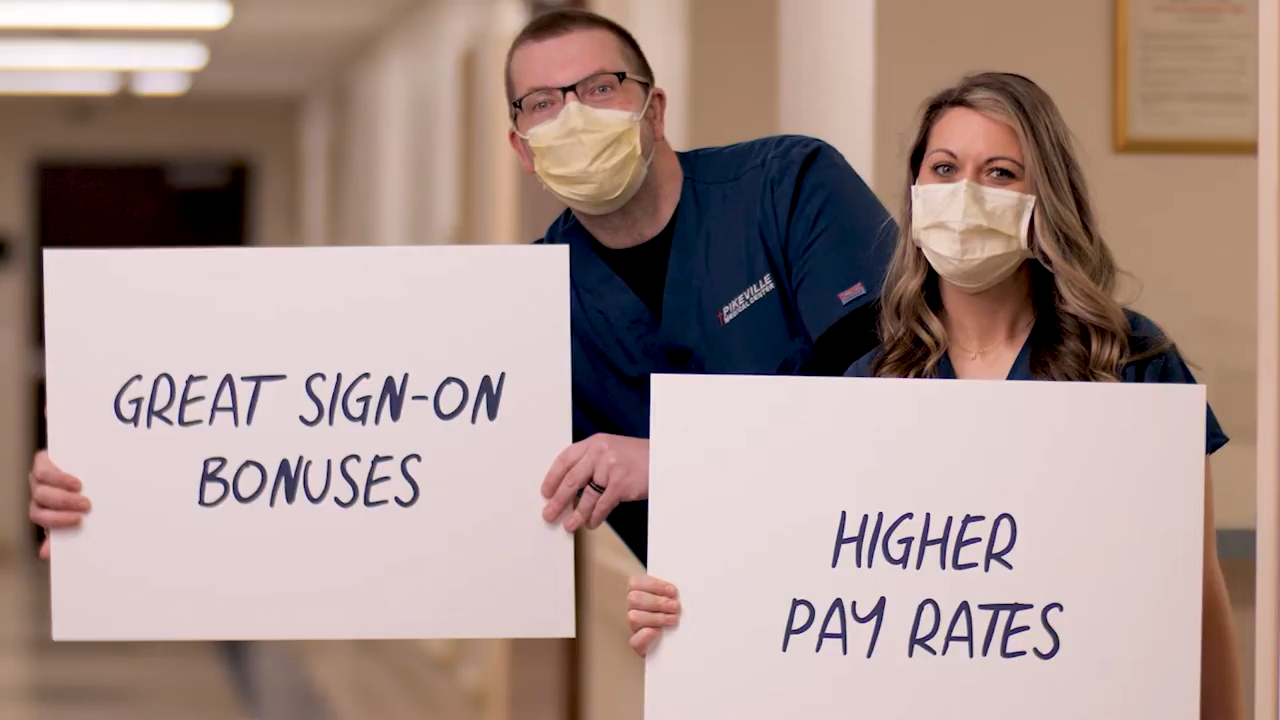 GREAT SIGN-ON
BONUSES
PIKEVILLE
MEDICAL CENTER
HIGHER
PAY RATES